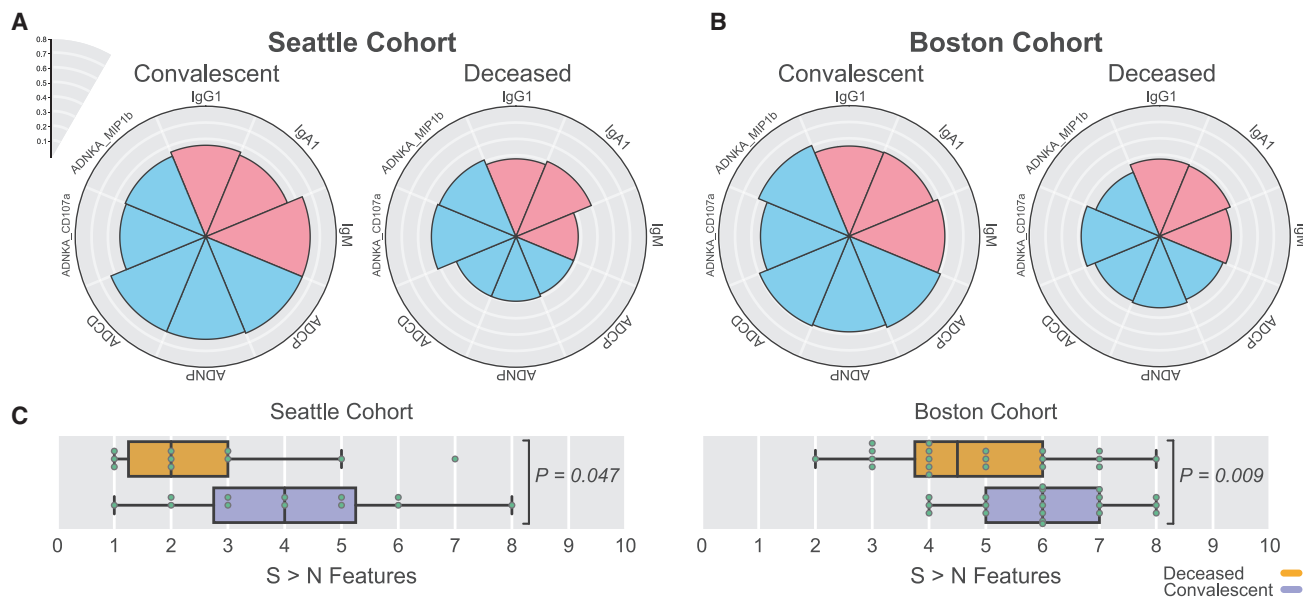 A
Seattle Cohort
Convalescent
Deceased
0.8
0.7
0.6
0.5
0.4
0.3
0.2
0.1
IgG1
IgA1
IgM
ADCP
ADNP
ADCD
ADNKA_CD107a
ADNKA_MIP1b
IgG1
IgA1
IgM
ADCP
ADNP
ADCD
ADNKA_CD107a
ADNKA_MIP1b
B
Boston Cohort
Convalescent
Deceased
IgG1
IgA1
IgM
ADCP
ADNP
ADCD
ADNKA_CD107a
ADNKA_MIP1b
IgG1
IgA1
IgM
ADCP
ADNP
ADCD
ADNKA_CD107a
ADNKA_MIP1b
C
Seattle Cohort
P = 0.047
0 1 2 3 4 5 6 7 8 9 10
S > N Features
Boston Cohort
P = 0.009
0 1 2 3 4 5 6 7 8 9 10
S > N Features
Deceased
Convalescent